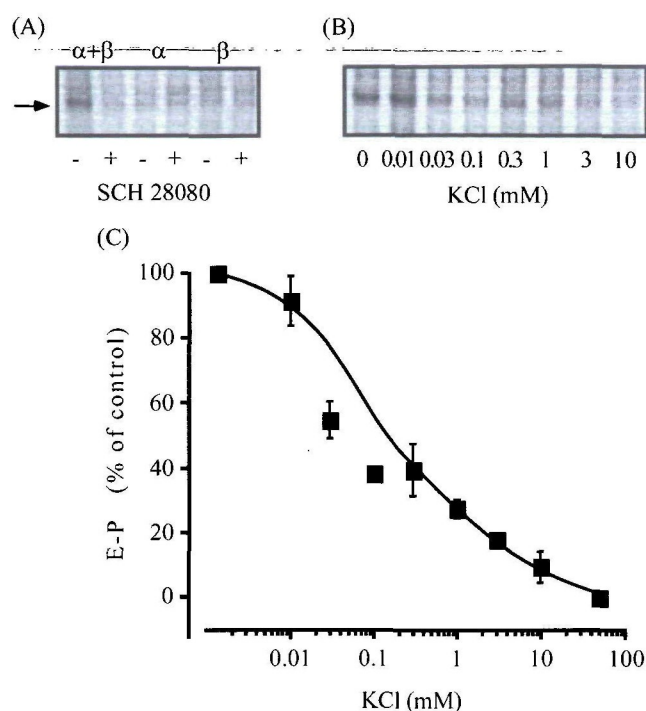 (A)
(B)
α+β α β
- + - + - +
SCH 28080
0 0.01 0.03 0.1 0.3 1 3 10
KCl (mM)
(C)
E-P (% of control)
100
80
60
40
20
0
0.01 0.1 1 10 100
KCl (mM)